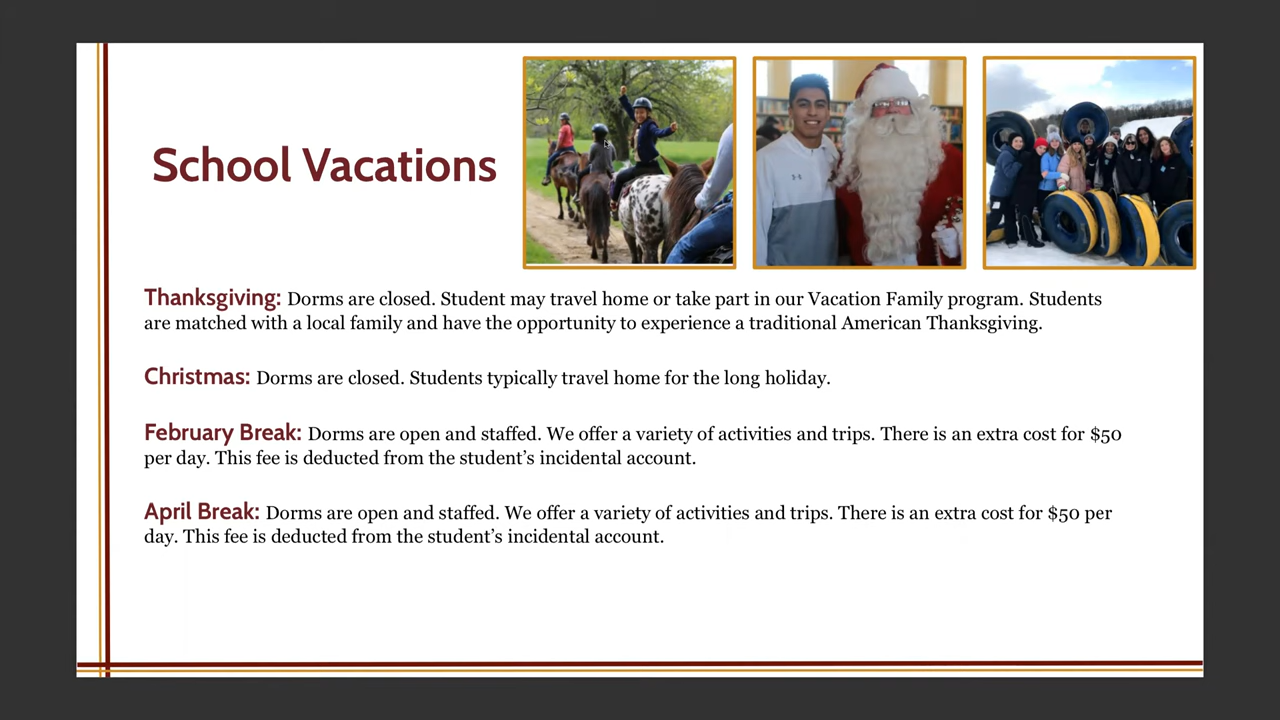 School Vacations
Thanksgiving: Dorms are closed. Student may travel home or take part in our Vacation Family program. Students
are matched with a local family and have the opportunity to experience a traditional American Thanksgiving.
Christmas: Dorms are closed. Students typically travel home for the long holiday.
February Break: Dorms are open and staffed. We offer a variety of activities and trips. There is an extra cost for $50
per day. This fee is deducted from the student’s incidental account.
April Break: Dorms are open and staffed. We offer a variety of activities and trips. There is an extra cost for $50 per
day. This fee is deducted from the student’s incidental account.